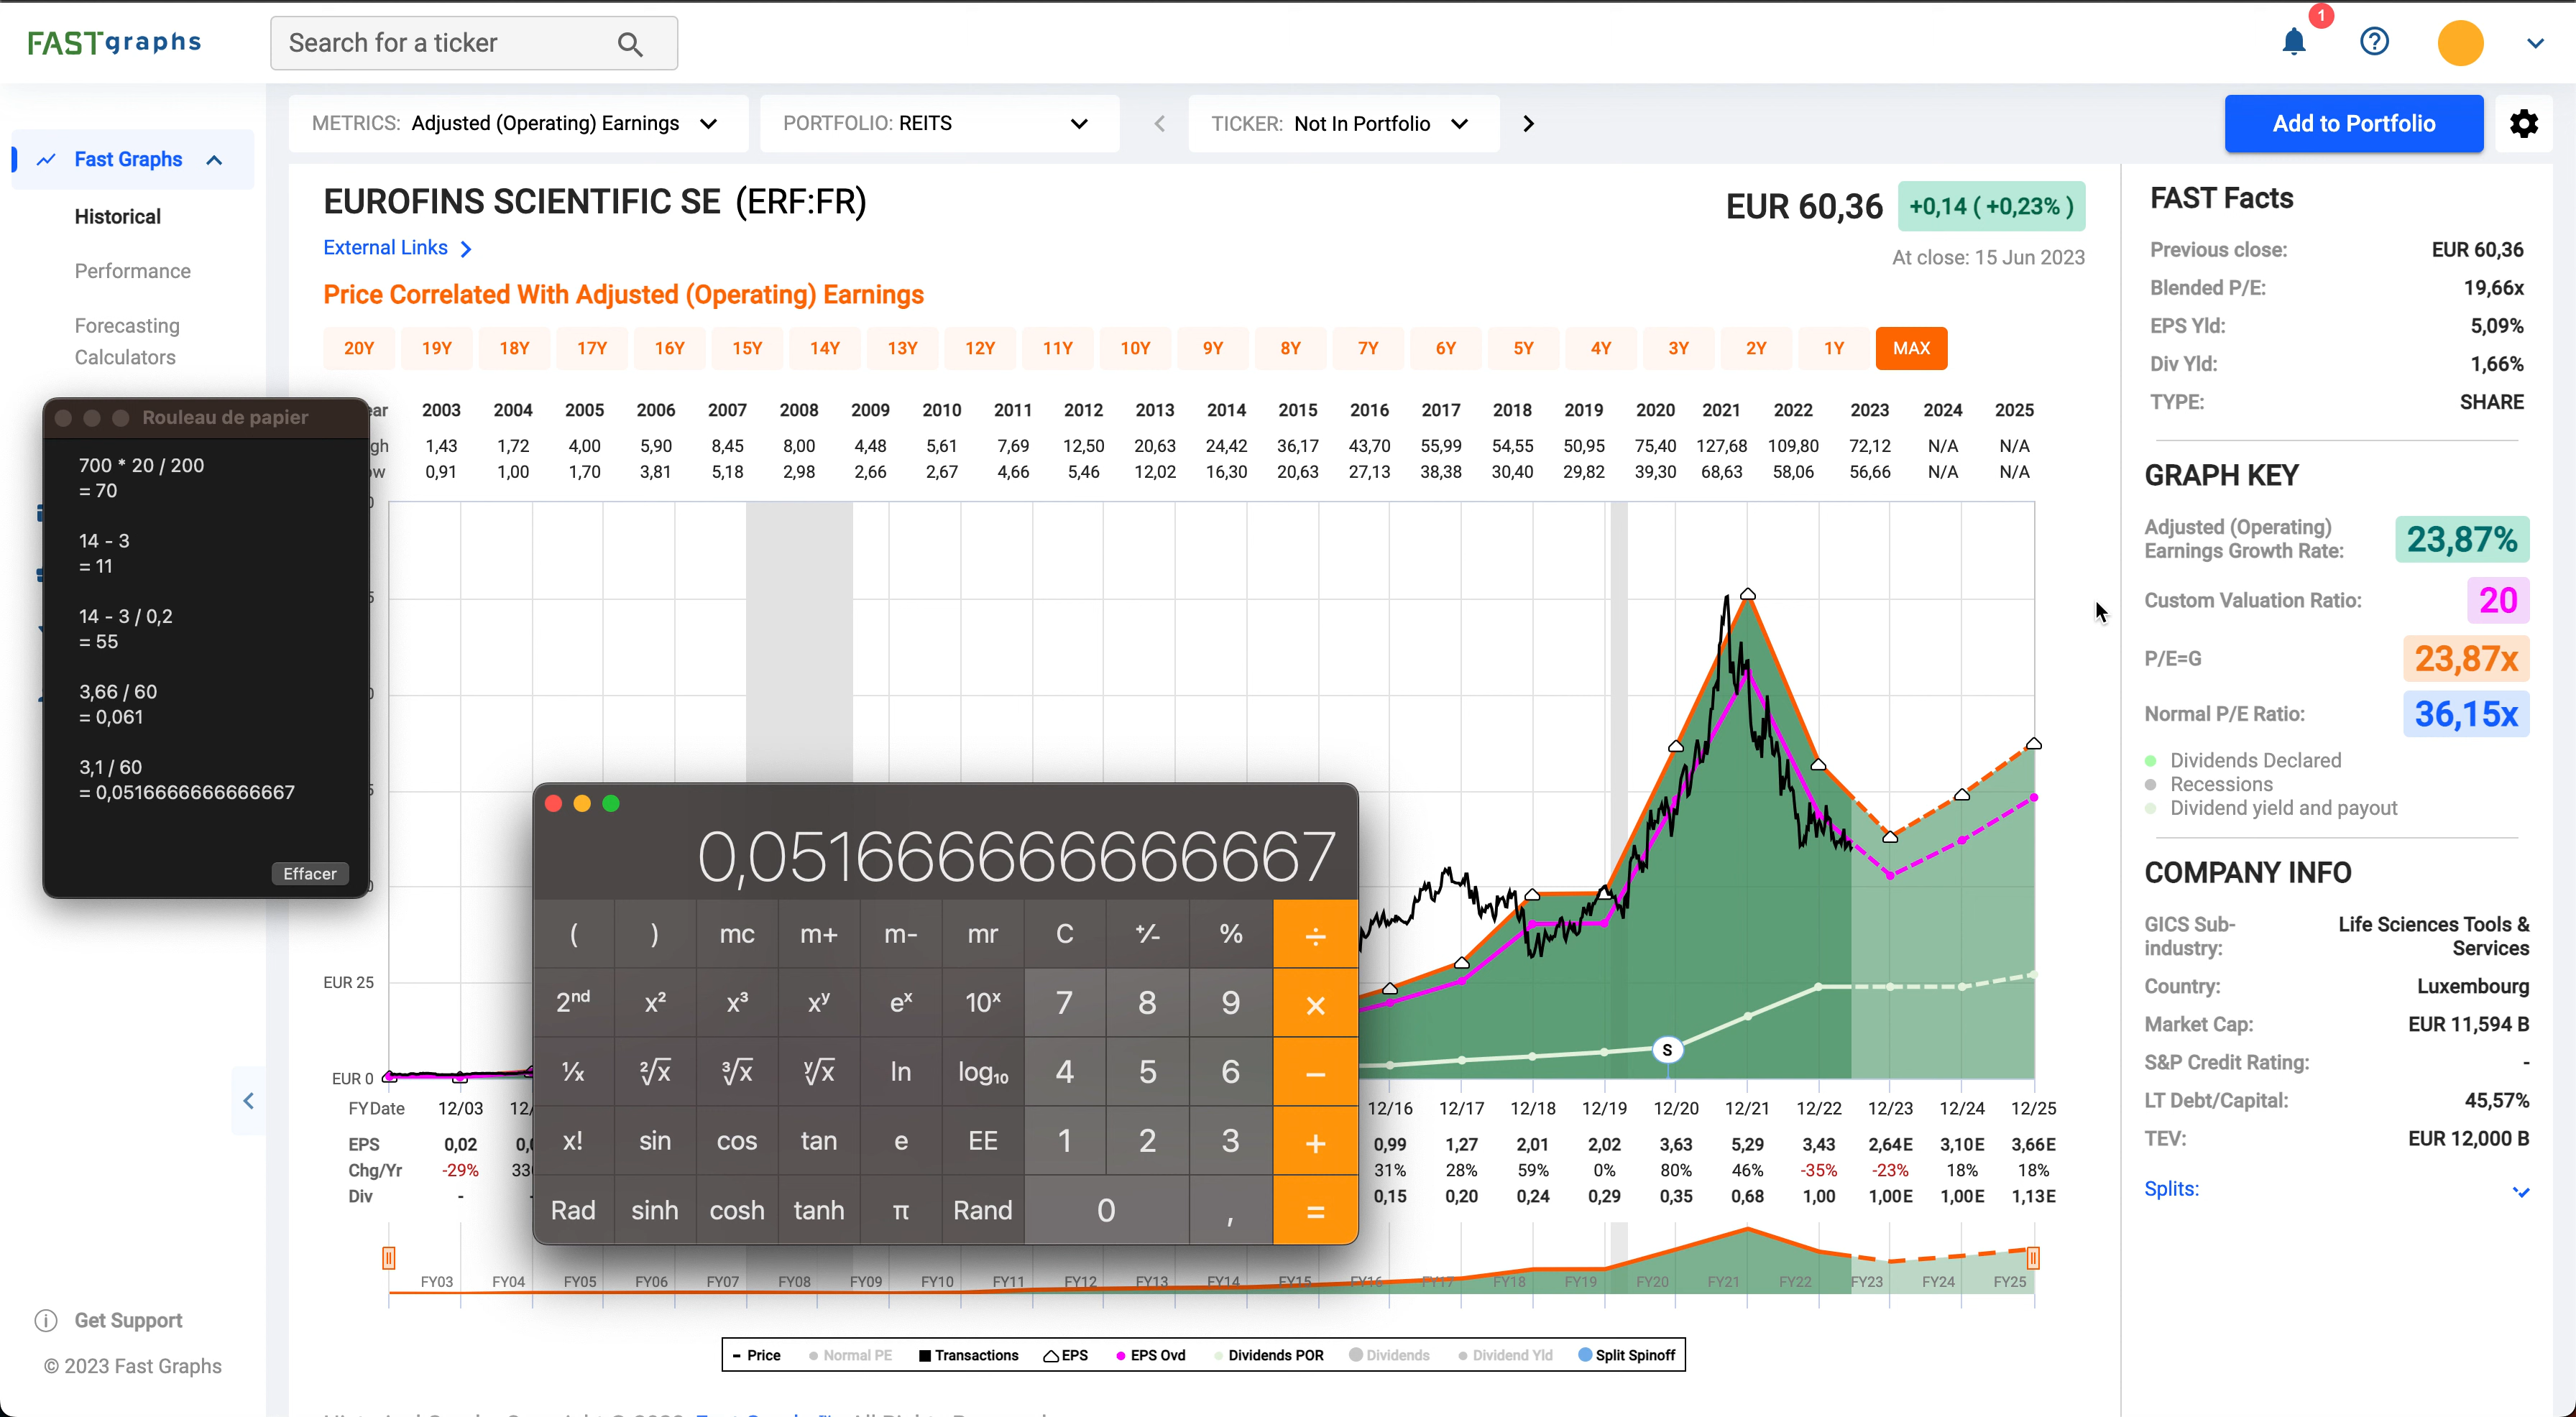 FASTgraphs
Search for a ticker
1
METRICS: Adjusted (Operating) Earnings
PORTFOLIO: REITS
TICKER: Not In Portfolio
Add to Portfolio
Fast Graphs
Historical
Performance
Forecasting
Calculators
EUROFINS SCIENTIFIC SE (ERF:FR)
EUR 60,36 +0,14 ( +0,23% )
External Links
At close: 15 Jun 2023
Price Correlated With Adjusted (Operating) Earnings
20Y 19Y 18Y 17Y 16Y 15Y 14Y 13Y 12Y 11Y 10Y 9Y 8Y 7Y 6Y 5Y 4Y 3Y 2Y 1Y MAX
ear 2003 2004 2005 2006 2007 2008 2009 2010 2011 2012 2013 2014 2015 2016 2017 2018 2019 2020 2021 2022 2023 2024 2025
gh 1,43 1,72 4,00 5,90 8,45 8,00 4,48 5,61 7,69 12,50 20,63 24,42 36,17 43,70 55,99 54,55 50,95 75,40 127,68 109,80 72,12 N/A N/A
ow 0,91 1,00 1,70 3,81 5,18 2,98 2,66 2,67 4,66 5,46 12,02 16,30 20,63 27,13 38,38 30,40 29,82 39,30 68,63 58,06 56,66 N/A N/A
Rouleau de papier
700 * 20 / 200
= 70
14 - 3
= 11
14 - 3 / 0,2
= 55
3,66 / 60
= 0,061
3,1 / 60
= 0,0516666666666667
Effacer
0,0516666666666667
( ) mc m+ m- mr C +/- % ÷
2nd x² x³ xʸ eˣ 10ˣ 7 8 9 ×
1/x ²√x ³√x ʸ√x ln log₁₀ 4 5 6 −
x! sin cos tan e EE 1 2 3 +
Rad sinh cosh tanh π Rand 0 , =
EUR 25
EUR 0
S
FYDate 12/03 12/ 12/16 12/17 12/18 12/19 12/20 12/21 12/22 12/23 12/24 12/25
EPS 0,02 0,0 0,99 1,27 2,01 2,02 3,63 5,29 3,43 2,64E 3,10E 3,66E
Chg/Yr -29% 330 31% 28% 59% 0% 80% 46% -35% -23% 18% 18%
Div - - 0,15 0,20 0,24 0,29 0,35 0,68 1,00 1,00E 1,00E 1,13E
FY03 FY04 FY05 FY06 FY07 FY08 FY09 FY10 FY11 FY12 FY13 FY14 FY15 FY16 FY17 FY18 FY19 FY20 FY21 FY22 FY23 FY24 FY25
Price Normal PE Transactions EPS EPS Ovd Dividends POR Dividends Dividend Yld Split Spinoff
FAST Facts
Previous close: EUR 60,36
Blended P/E: 19,66x
EPS Yld: 5,09%
Div Yld: 1,66%
TYPE: SHARE
GRAPH KEY
Adjusted (Operating)
Earnings Growth Rate: 23,87%
Custom Valuation Ratio: 20
P/E=G 23,87x
Normal P/E Ratio: 36,15x
Dividends Declared
Recessions
Dividend yield and payout
COMPANY INFO
GICS Sub-
industry: Life Sciences Tools &
Services
Country: Luxembourg
Market Cap: EUR 11,594 B
S&P Credit Rating: -
LT Debt/Capital: 45,57%
TEV: EUR 12,000 B
Splits:
Get Support
© 2023 Fast Graphs